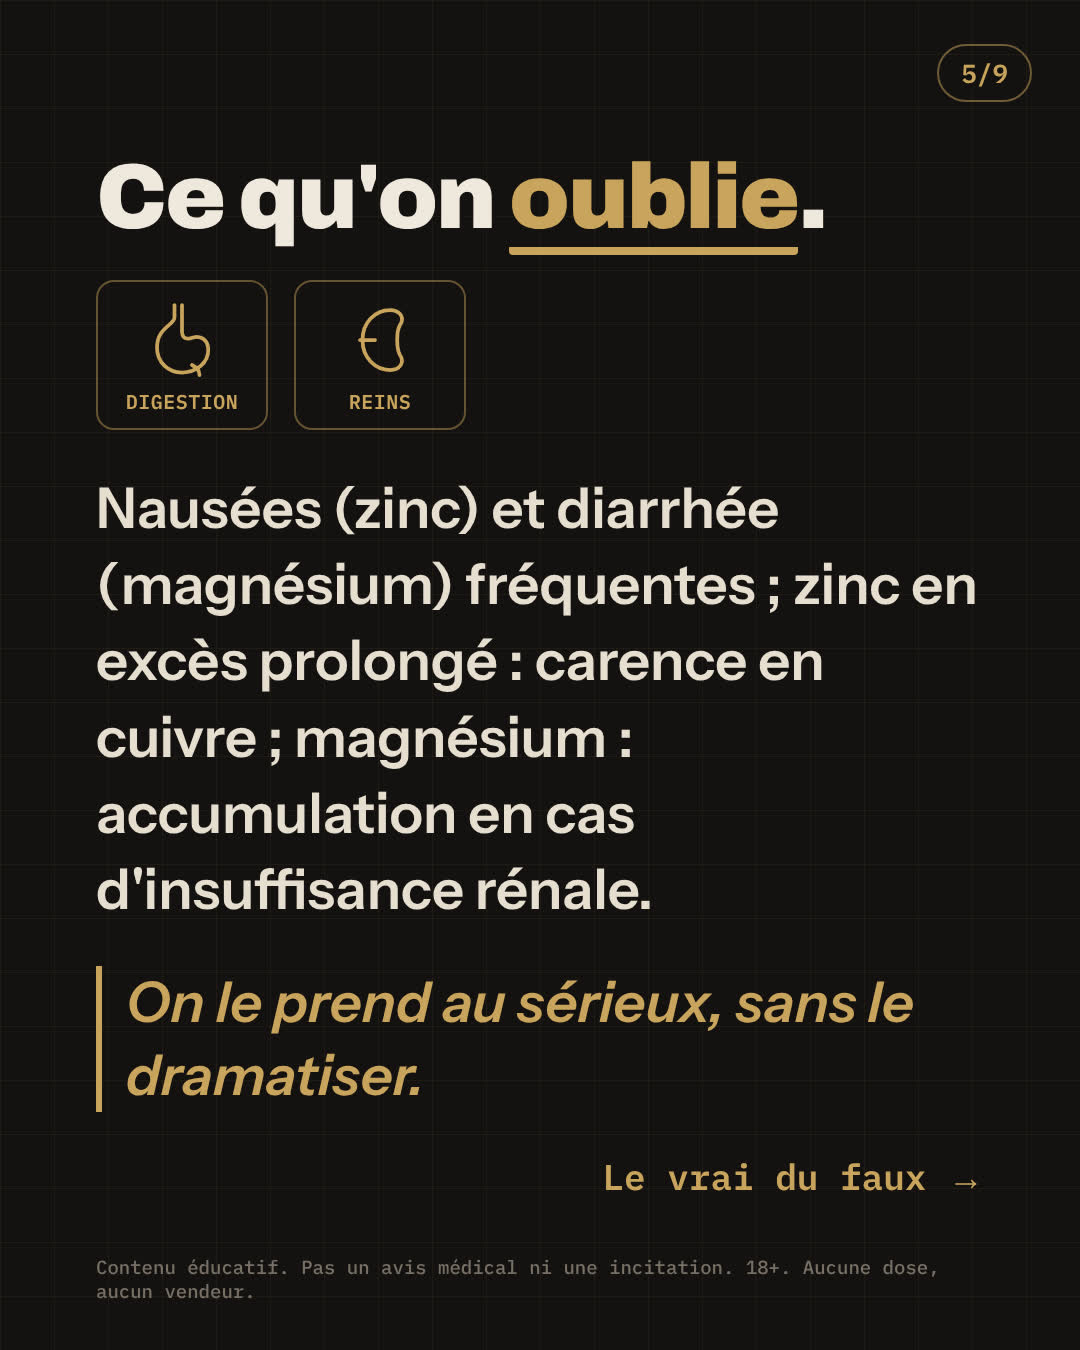 5/9
Ce qu'on oublie.
DIGESTION
REINS
Nausées (zinc) et diarrhée
(magnésium) fréquentes ; zinc en
excès prolongé : carence en
cuivre ; magnésium :
accumulation en cas
d'insuffisance rénale.
On le prend au sérieux, sans le
dramatiser.
Le vrai du faux →
Contenu éducatif. Pas un avis médical ni une incitation. 18+. Aucune dose,
aucun vendeur.